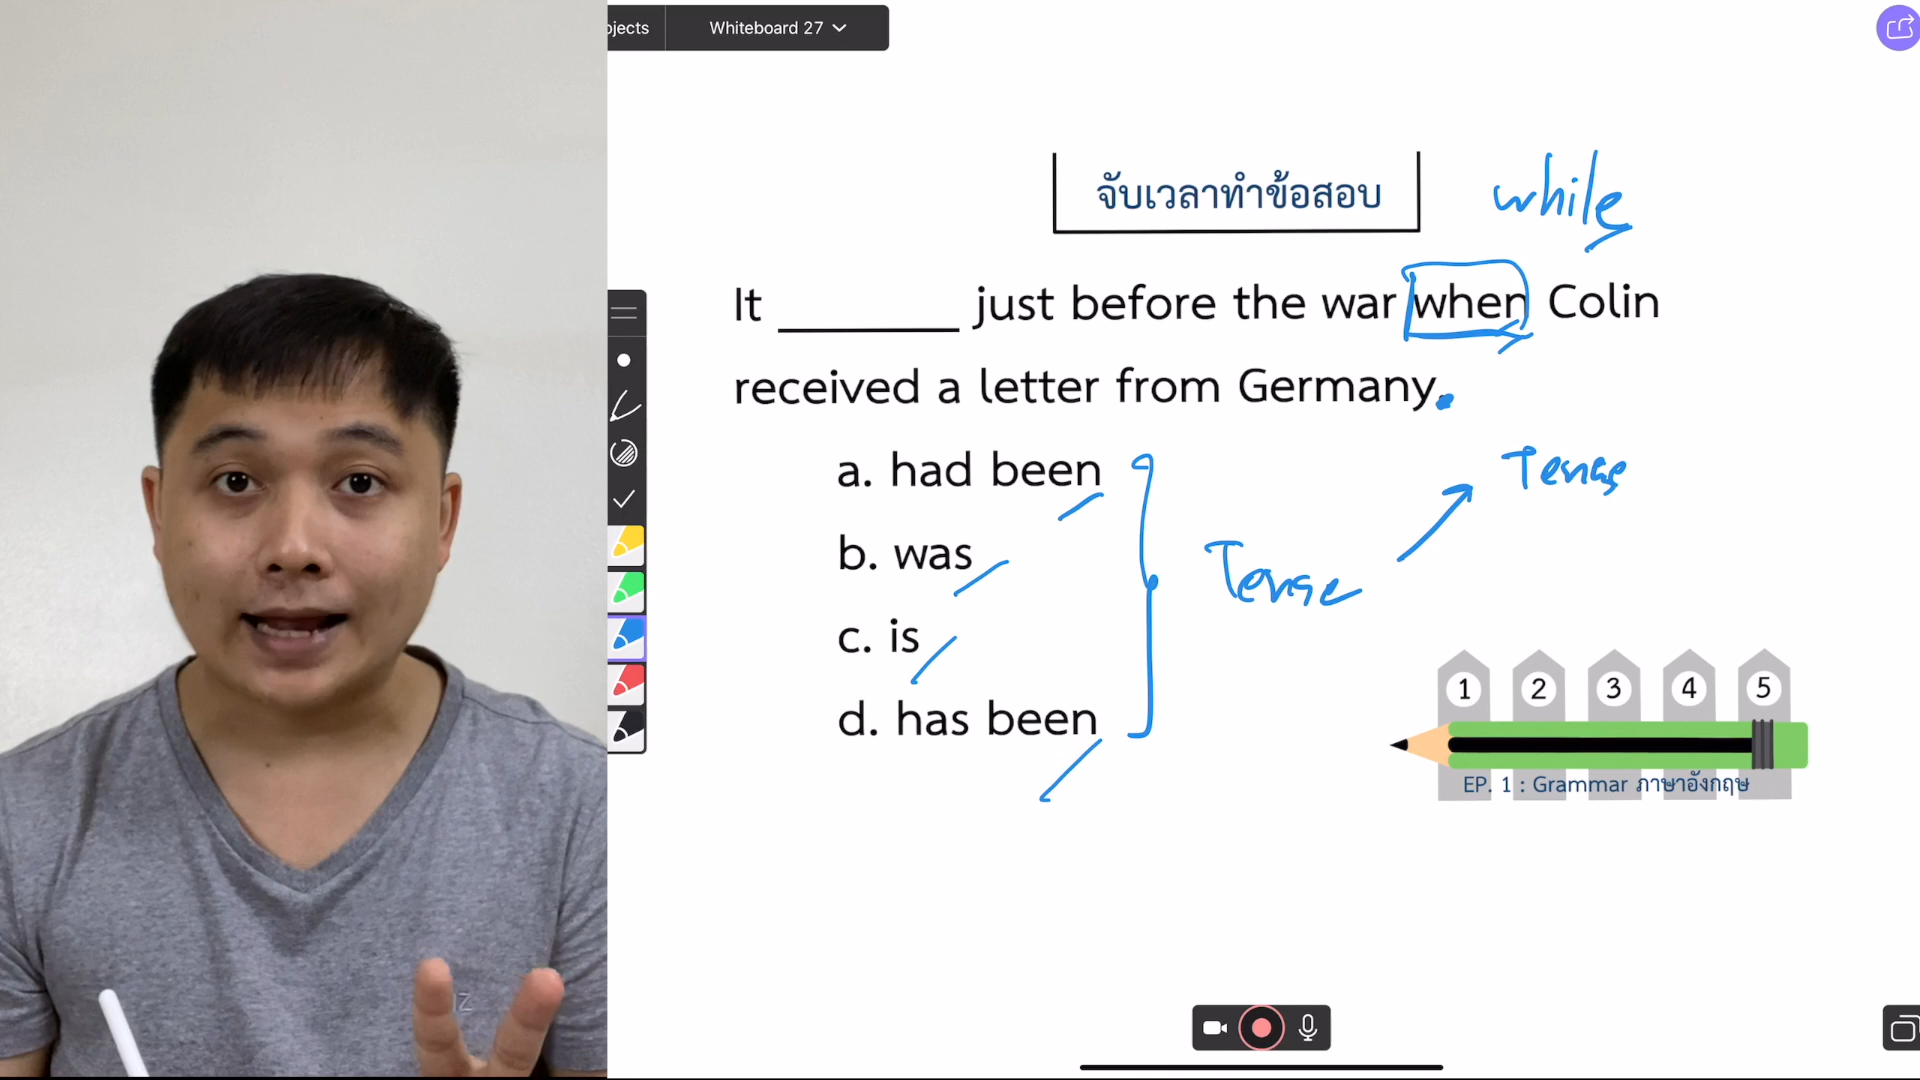 ojects
Whiteboard 27
จับเวลาทำข้อสอบ
while
It _________ just before the war when Colin
received a letter from Germany.
a. had been
b. was
c. is
d. has been
Tense
Tense
1 2 3 4 5
EP. 1 : Grammar ภาษาอังกฤษ